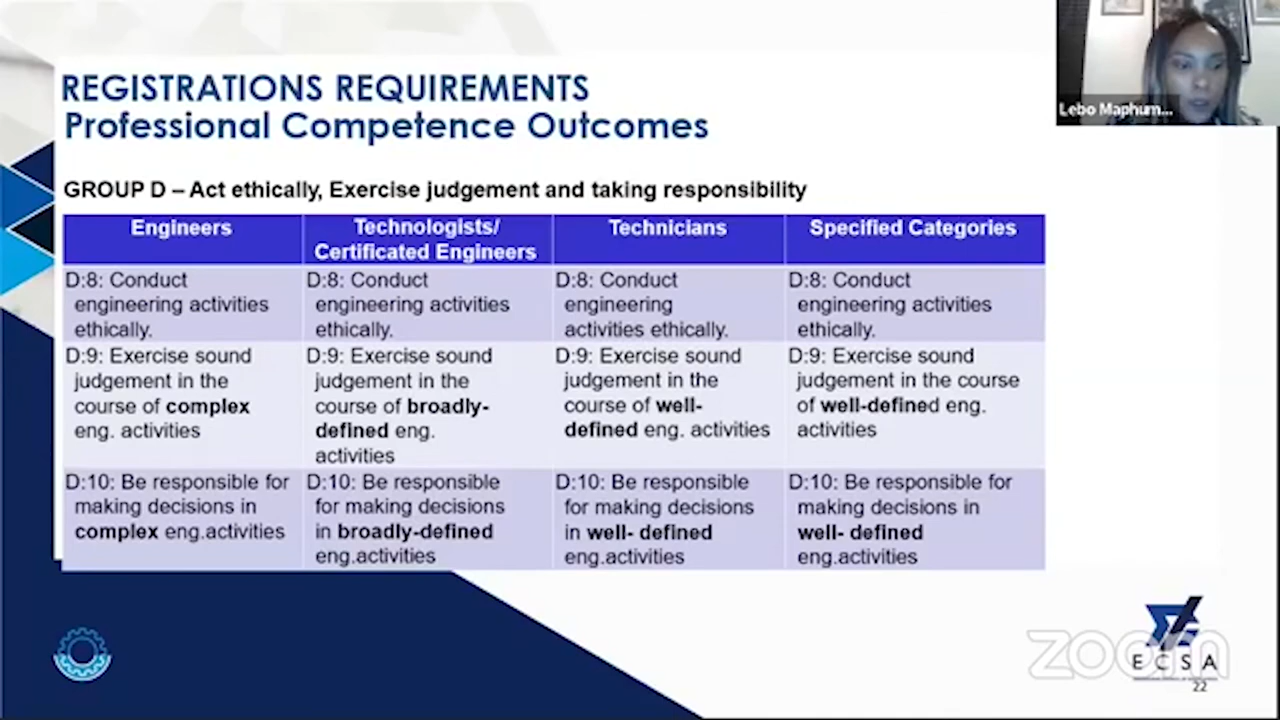 REGISTRATIONS REQUIREMENTS
Professional Competence Outcomes
Lebo Maphum...
GROUP D – Act ethically, Exercise judgement and taking responsibility
Engineers
Technologists/
Certificated Engineers
Technicians
Specified Categories
D:8: Conduct
engineering activities
ethically.
D:8: Conduct
engineering activities
ethically.
D:8: Conduct
engineering
activities ethically.
D:8: Conduct
engineering activities
ethically.
D:9: Exercise sound
judgement in the
course of complex
eng. activities
D:9: Exercise sound
judgement in the
course of broadly-
defined eng.
activities
D:9: Exercise sound
judgement in the
course of well-
defined eng. activities
D:9: Exercise sound
judgement in the course
of well-defined eng.
activities
D:10: Be responsible for
making decisions in
complex eng.activities
D:10: Be responsible
for making decisions
in broadly-defined
eng.activities
D:10: Be responsible
for making decisions
in well- defined
eng.activities
D:10: Be responsible for
making decisions in
well- defined
eng.activities
zoom
ECSA
22